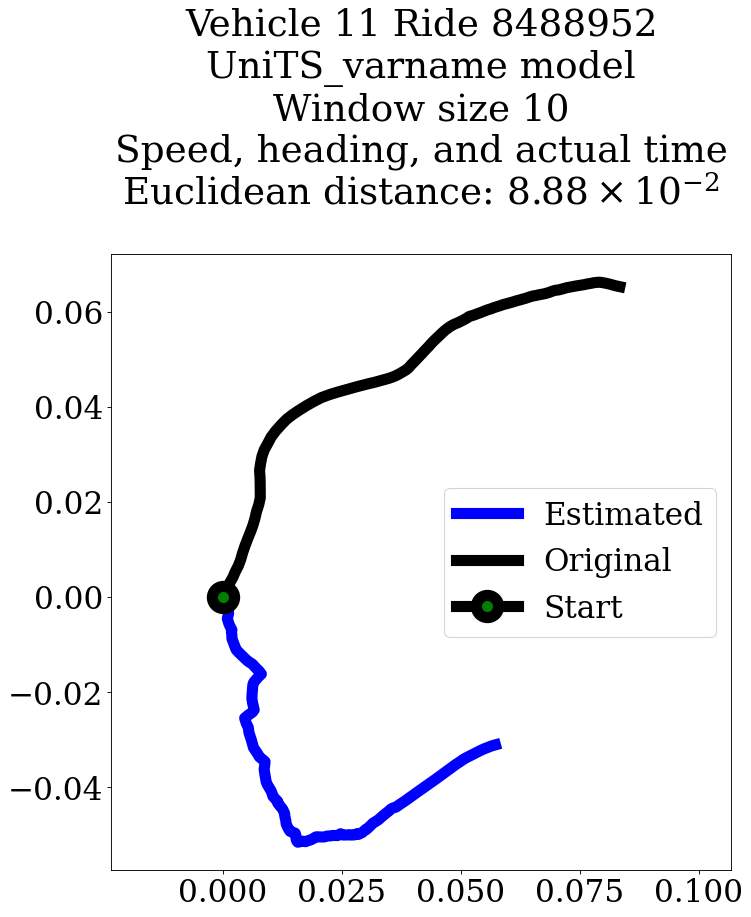 Vehicle 11 Ride 8488952
UniTS_varname model
Window size 10
Speed, heading, and actual time
Euclidean distance: 8.88 × 10⁻²
0.06
0.04
0.02
0.00
−0.02
−0.04
Estimated
Original
Start
0.000 0.025 0.050 0.075 0.100